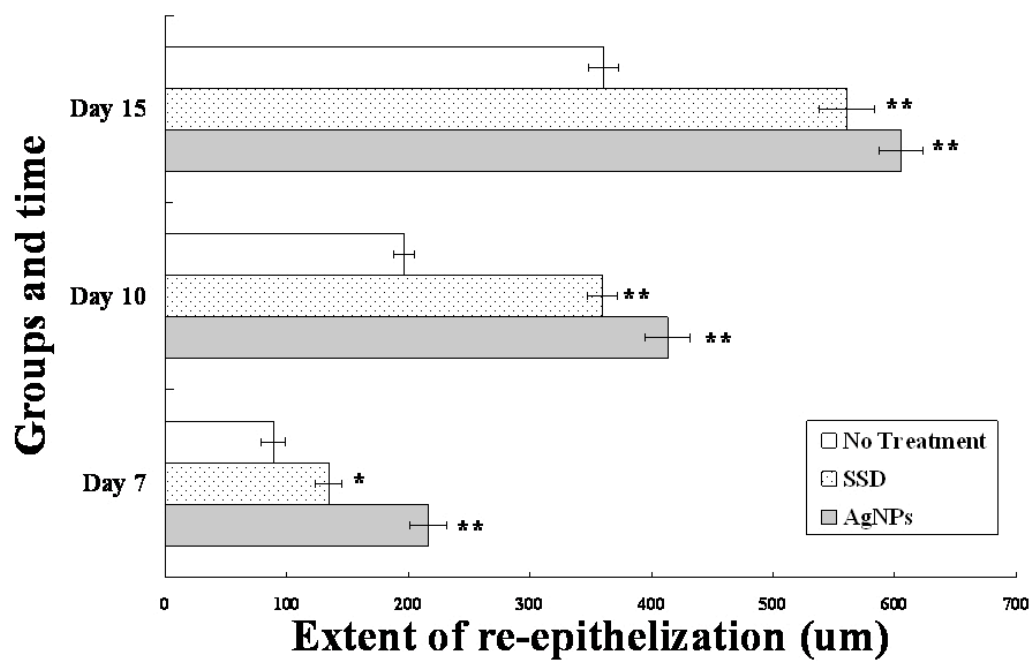 Groups and time
Day 15
**
**
Day 10
**
**
Day 7
*
**
No Treatment
SSD
AgNPs
0 100 200 300 400 500 600 700
Extent of re-epithelization (um)